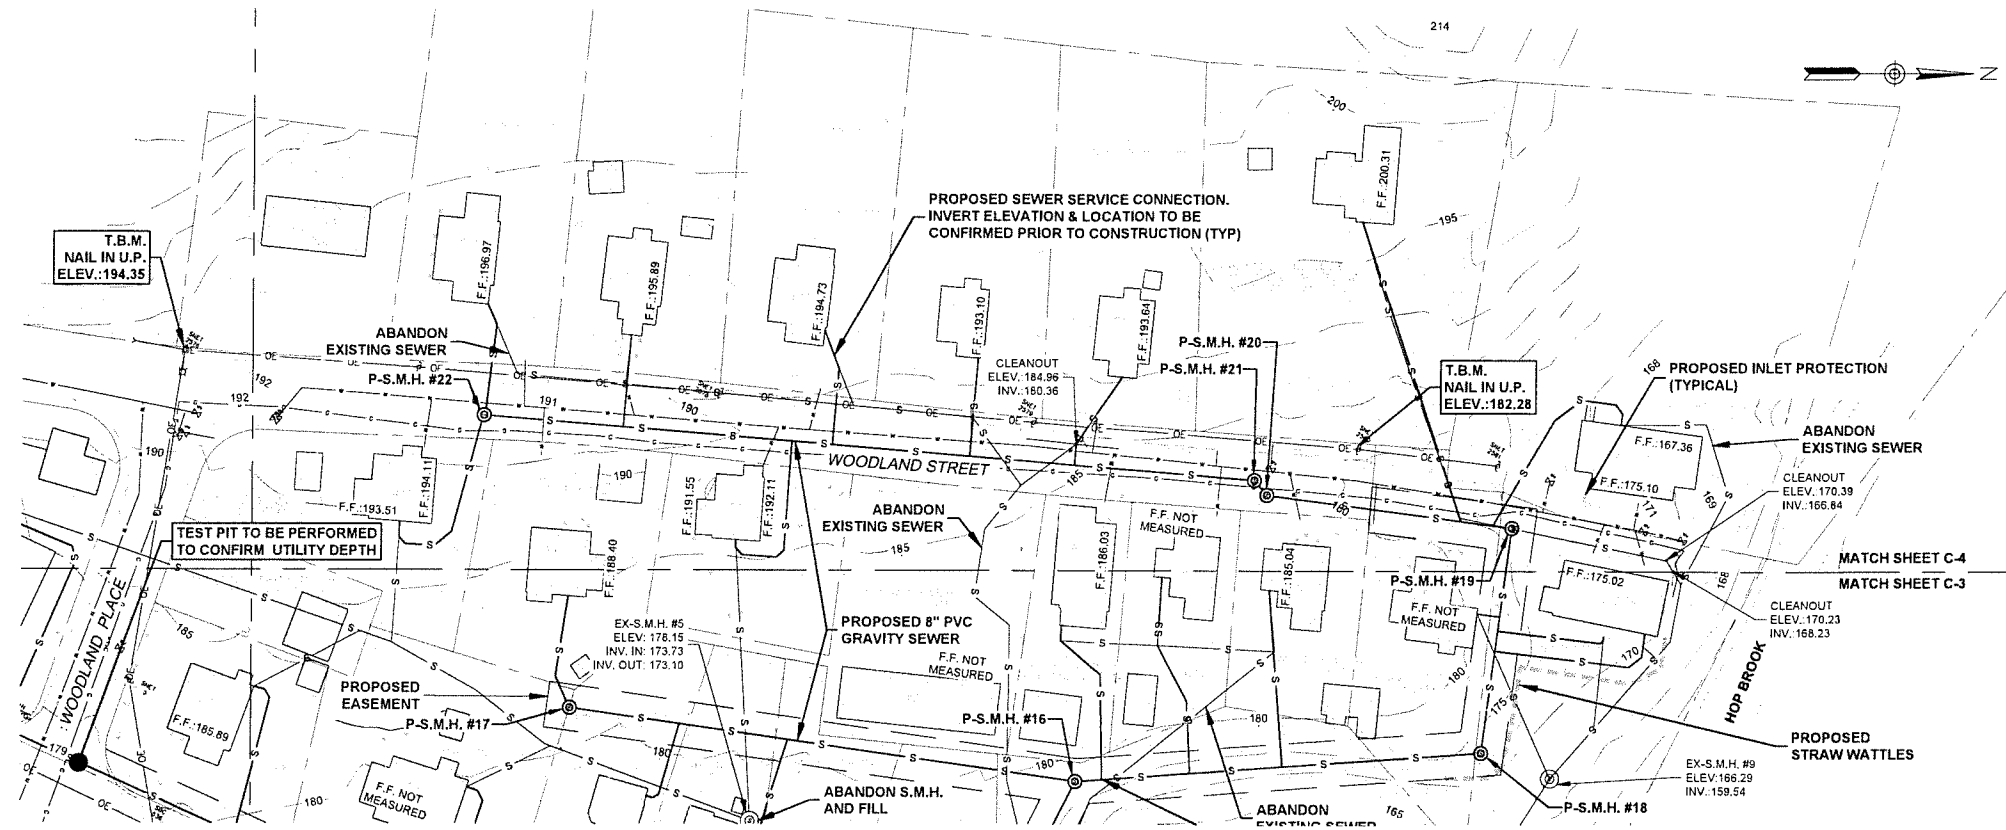 214
N
200
F.F.:200.31
195
PROPOSED SEWER SERVICE CONNECTION.
INVERT ELEVATION & LOCATION TO BE
CONFIRMED PRIOR TO CONSTRUCTION (TYP)
T.B.M.
NAIL IN U.P.
ELEV.:194.35
F.F.:196.97
F.F.:195.89
F.F.:194.73
F.F.:193.10
F.F.:193.64
ABANDON
EXISTING SEWER
P-S.M.H. #22
P-S.M.H. #20
P-S.M.H. #21
CLEANOUT
ELEV.:184.96
INV.:180.36
T.B.M.
NAIL IN U.P.
ELEV.:182.28
168
PROPOSED INLET PROTECTION
(TYPICAL)
192
192
191
190
WOODLAND STREET
185
180
F.F.:167.36
F.F.:175.10
ABANDON
EXISTING SEWER
169
171
CLEANOUT
ELEV.:170.39
INV.:166.84
190
F.F.:193.51
F.F.:194.11
190
F.F.:191.55
F.F.:192.11
ABANDON
EXISTING SEWER
185
F.F. NOT
MEASURED
TEST PIT TO BE PERFORMED
TO CONFIRM UTILITY DEPTH
F.F.:188.40
F.F.:186.03
F.F.:185.04
P-S.M.H. #19
F.F. NOT
MEASURED
F.F.:175.02
168
MATCH SHEET C-4
MATCH SHEET C-3
CLEANOUT
ELEV.:170.23
INV.:168.23
WOODLAND PLACE
185
EX-S.M.H. #5
ELEV: 178.15
INV. IN: 173.73
INV. OUT: 173.10
PROPOSED 8" PVC
GRAVITY SEWER
F.F. NOT
MEASURED
180
170
HOP BROOK
PROPOSED
EASEMENT
P-S.M.H. #17
P-S.M.H. #16
180
175
F.F.:185.89
179
180
180
PROPOSED
STRAW WATTLES
F.F. NOT
MEASURED
180
ABANDON S.M.H.
AND FILL
ABANDON
EXISTING SEWER
165
P-S.M.H. #18
EX-S.M.H. #9
ELEV:166.29
INV.:159.54